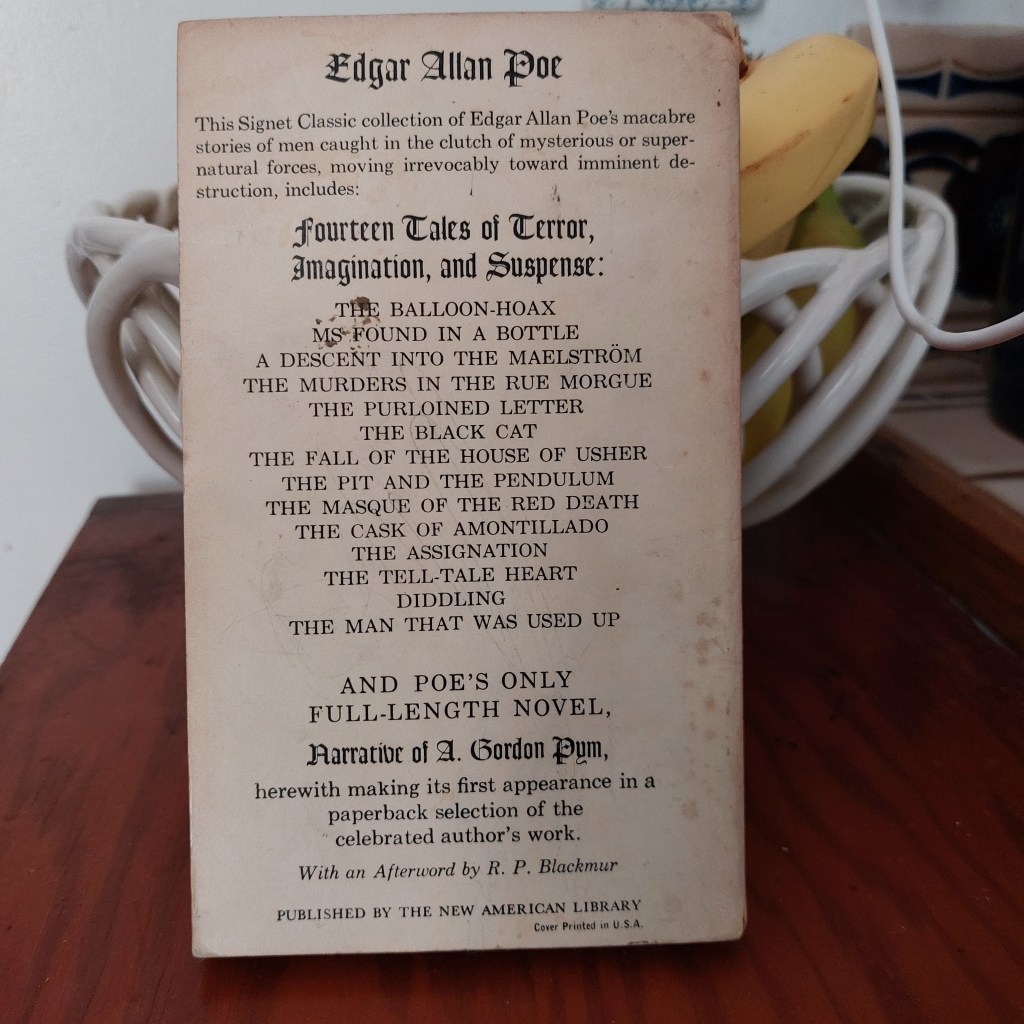 Edgar Allan Poe
This Signet Classic collection of Edgar Allan Poe's macabre
stories of men caught in the clutch of mysterious or super-
natural forces, moving irrevocably toward imminent de-
struction, includes:
Fourteen Tales of Terror,
Imagination, and Suspense:
THE BALLOON-HOAX
MS FOUND IN A BOTTLE
A DESCENT INTO THE MAELSTRÖM
THE MURDERS IN THE RUE MORGUE
THE PURLOINED LETTER
THE BLACK CAT
THE FALL OF THE HOUSE OF USHER
THE PIT AND THE PENDULUM
THE MASQUE OF THE RED DEATH
THE CASK OF AMONTILLADO
THE ASSIGNATION
THE TELL-TALE HEART
DIDDLING
THE MAN THAT WAS USED UP
AND POE'S ONLY
FULL-LENGTH NOVEL,
Narrative of A. Gordon Pym,
herewith making its first appearance in a
paperback selection of the
celebrated author's work.
With an Afterword by R. P. Blackmur
PUBLISHED BY THE NEW AMERICAN LIBRARY
Cover Printed in U.S.A.